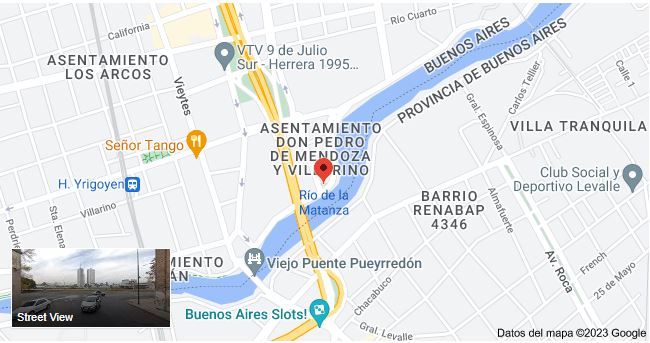 California
Río Cuarto
BUENOS AIRES
PROVINCIA DE BUENOS AIRES
ASENTAMIENTO
LOS ARCOS
VTV 9 de Julio
Sur - Herrera 1995...
Vieytes
Calle 1
Carlos Tellier
Gral. Espinosa
VILLA TRANQUILA
ASENTAMIENTO
DON PEDRO
DE MENDOZA
Y VILLARINO
Señor Tango
H. Yrigoyen
Villarino
Sta. Elena
Perdrie
Río de la
Matanza
BARRIO
RENABAP
4346
Almafuerte
Club Social y
Deportivo Levalle
Av. Roca
French
25 de Mayo
Viejo Puente Pueyrredón
Chacabuco
Buenos Aires Slots!
Gral. Levalle
Street View
Datos del mapa ©2023 Google